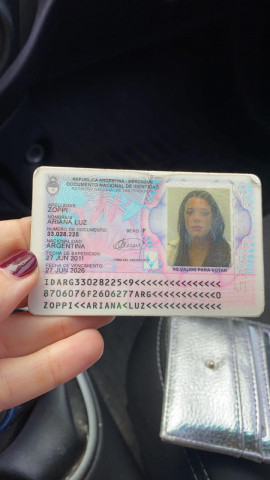 REPUBLICA ARGENTINA - MERCOSUR
DOCUMENTO NACIONAL DE IDENTIDAD
APELLIDO/S
ZOPPI
NOMBRE/S
ARIANA LUZ
NUMERO DE DOCUMENTO
33.028.225
SEXO F
NACIONALIDAD
ARGENTINA
FECHA DE EXPEDICION
27 JUN 2011
FECHA DE VENCIMIENTO
27 JUN 2026
NO VALIDO PARA VOTAR
IDARG33028225<9<<<<<<<<<<<<<<<
8706076F2606277ARG<<<<<<<<<<<0
ZOPPI<<ARIANA<LUZ<<<<<<<<<<<<<